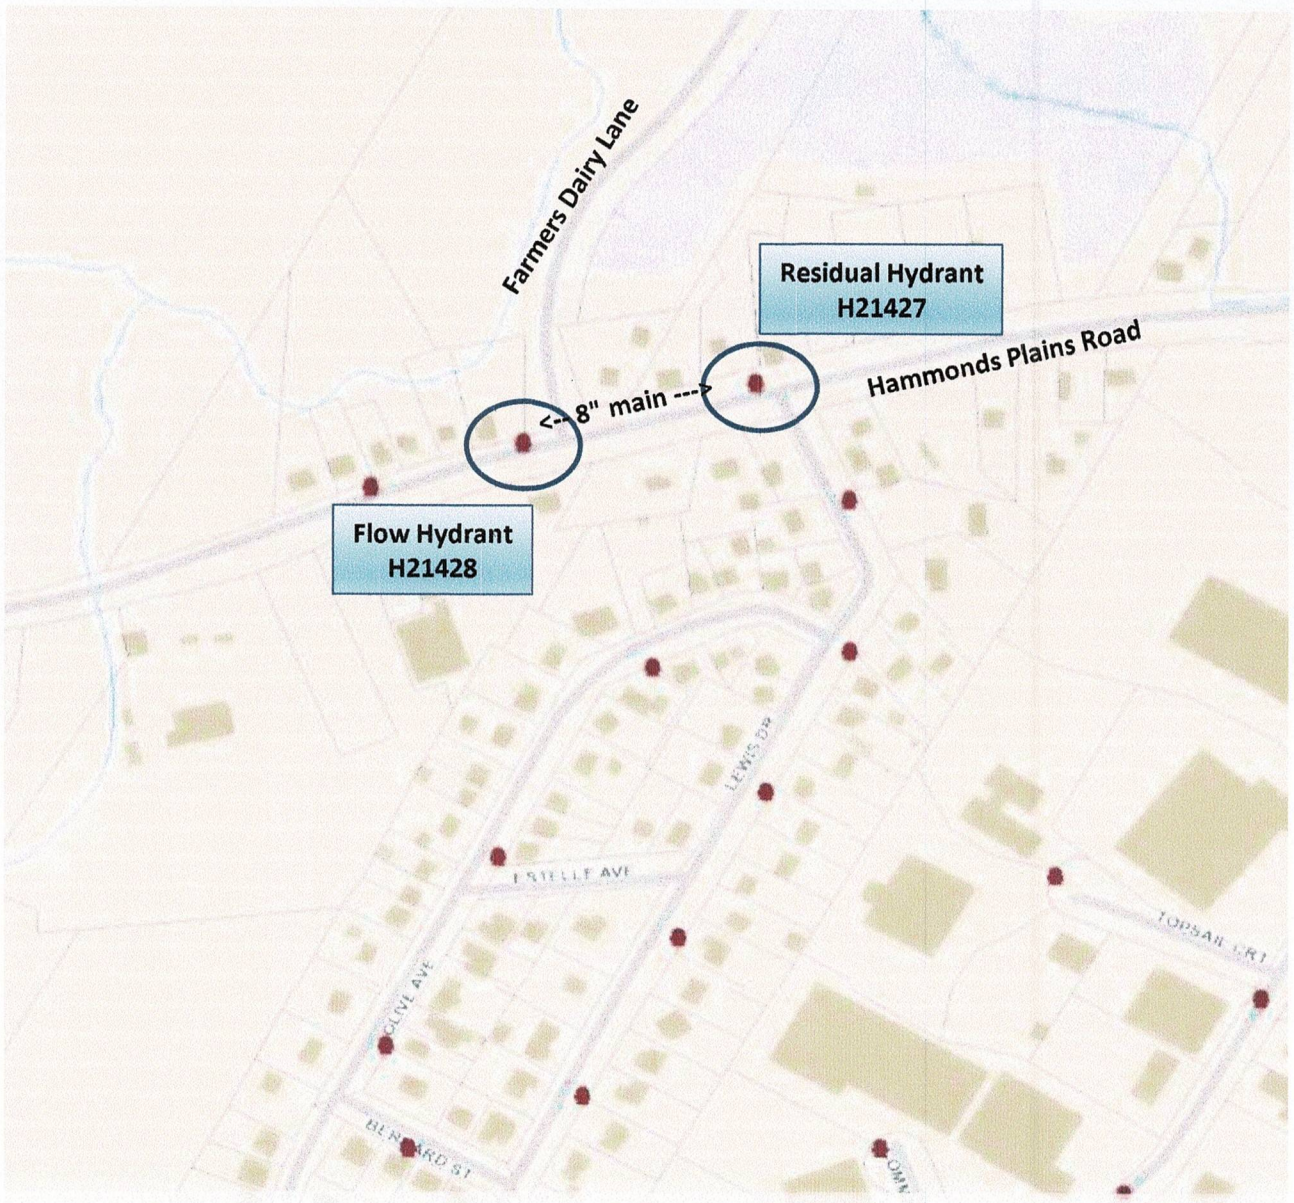 Farmers Dairy Lane
Residual Hydrant
H21427
Hammonds Plains Road
<-- 8" main --->
Flow Hydrant
H21428
LEWIS DR
ESTELLE AVE
TOPSAIL CRT
OLIVE AVE
ST